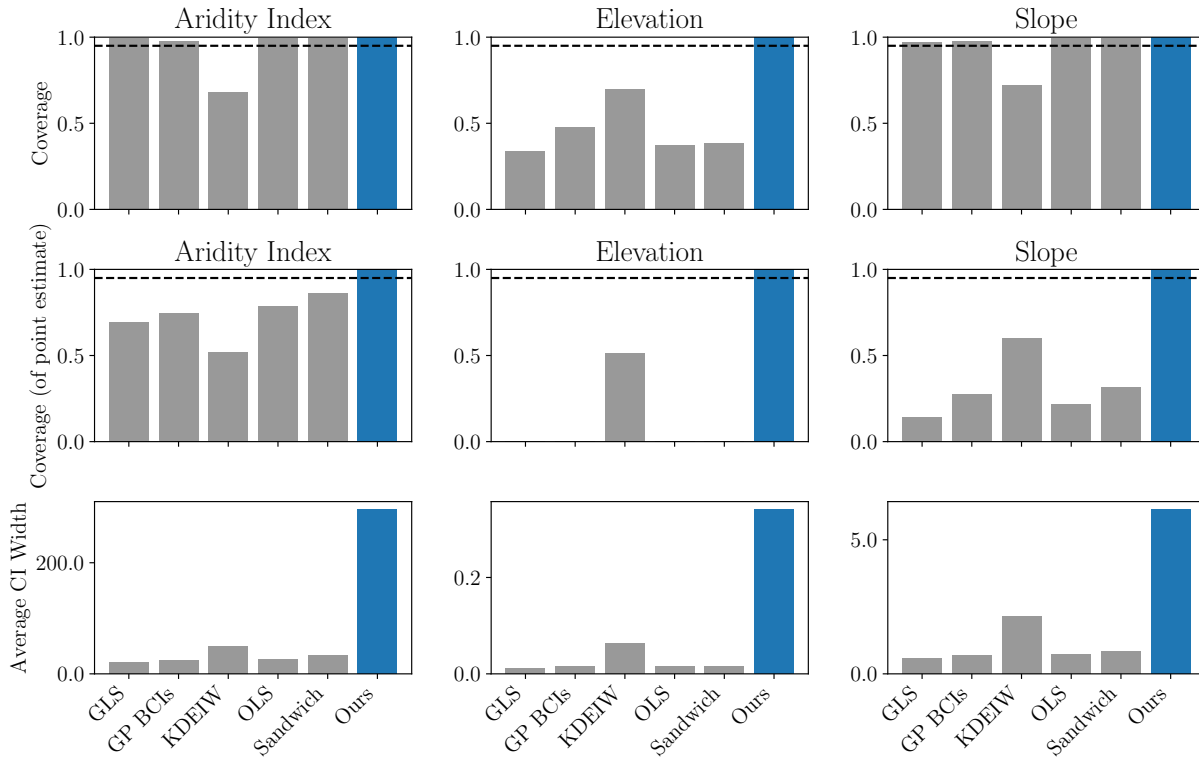 Aridity Index
Elevation
Slope
Coverage
1.0
0.5
0.0
1.0
0.5
0.0
1.0
0.5
0.0
Aridity Index
Elevation
Slope
Coverage (of point estimate)
1.0
0.5
0.0
1.0
0.5
0.0
1.0
0.5
0.0
Average CI Width
200.0
0.0
0.2
0.0
5.0
0.0
GLS
GP BCIs
KDEIW
OLS
Sandwich
Ours
GLS
GP BCIs
KDEIW
OLS
Sandwich
Ours
GLS
GP BCIs
KDEIW
OLS
Sandwich
Ours